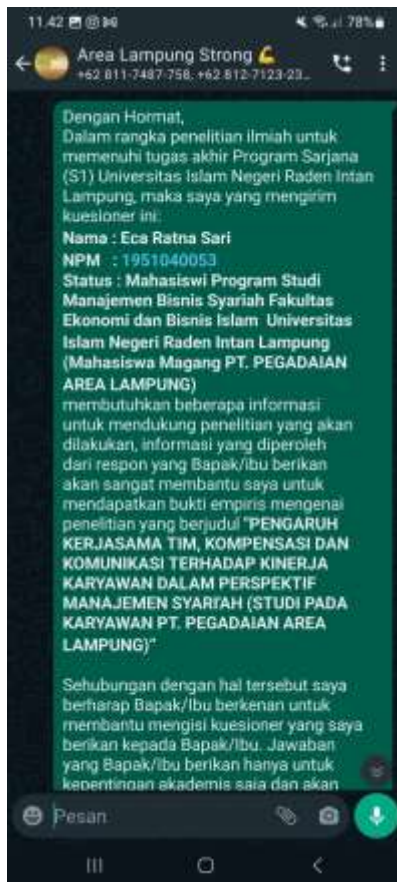 11.42
78%
Area Lampung Strong 💪
+62 811-7487-758, +62 812-7123-23...
Dengan Hormat,
Dalam rangka penelitian ilmiah untuk
memenuhi tugas akhir Program Sarjana
(S1) Universitas Islam Negeri Raden Intan
Lampung, maka saya yang mengirim
kuesioner ini:
Nama : Eca Ratna Sari
NPM : 1951040053
Status : Mahasiswi Program Studi
Manajemen Bisnis Syariah Fakultas
Ekonomi dan Bisnis Islam Universitas
Islam Negeri Raden Intan Lampung
(Mahasiswa Magang PT. PEGADAIAN
AREA LAMPUNG)
membutuhkan beberapa informasi
untuk mendukung penelitian yang akan
dilakukan, informasi yang diperoleh
dari respon yang Bapak/ibu berikan
akan sangat membantu saya untuk
mendapatkan bukti empiris mengenai
penelitian yang berjudul "PENGARUH
KERJASAMA TIM, KOMPENSASI DAN
KOMUNIKASI TERHADAP KINERJA
KARYAWAN DALAM PERSPEKTIF
MANAJEMEN SYARI'AH (STUDI PADA
KARYAWAN PT. PEGADAIAN AREA
LAMPUNG)"
Sehubungan dengan hal tersebut saya
berharap Bapak/Ibu berkenan untuk
membantu mengisi kuesioner yang saya
berikan kepada Bapak/Ibu. Jawaban
yang Bapak/Ibu berikan hanya untuk
kepentingan akademis saja dan akan
Pesan